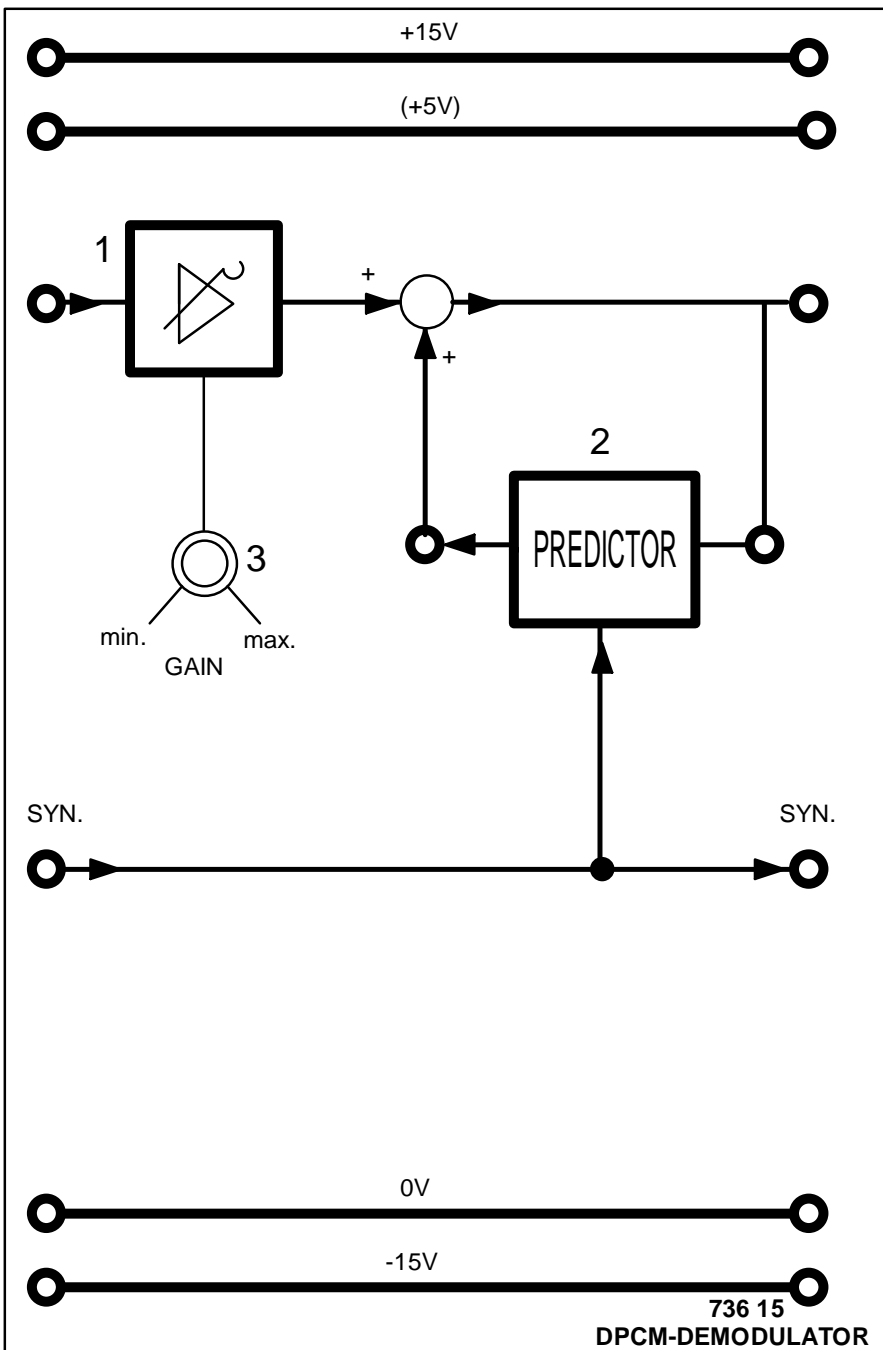 +15V
(+5V)
1
+
+
2
PREDICTOR
3
min.
max.
GAIN
SYN.
SYN.
0V
-15V
736 15
DPCM-DEMODULATOR